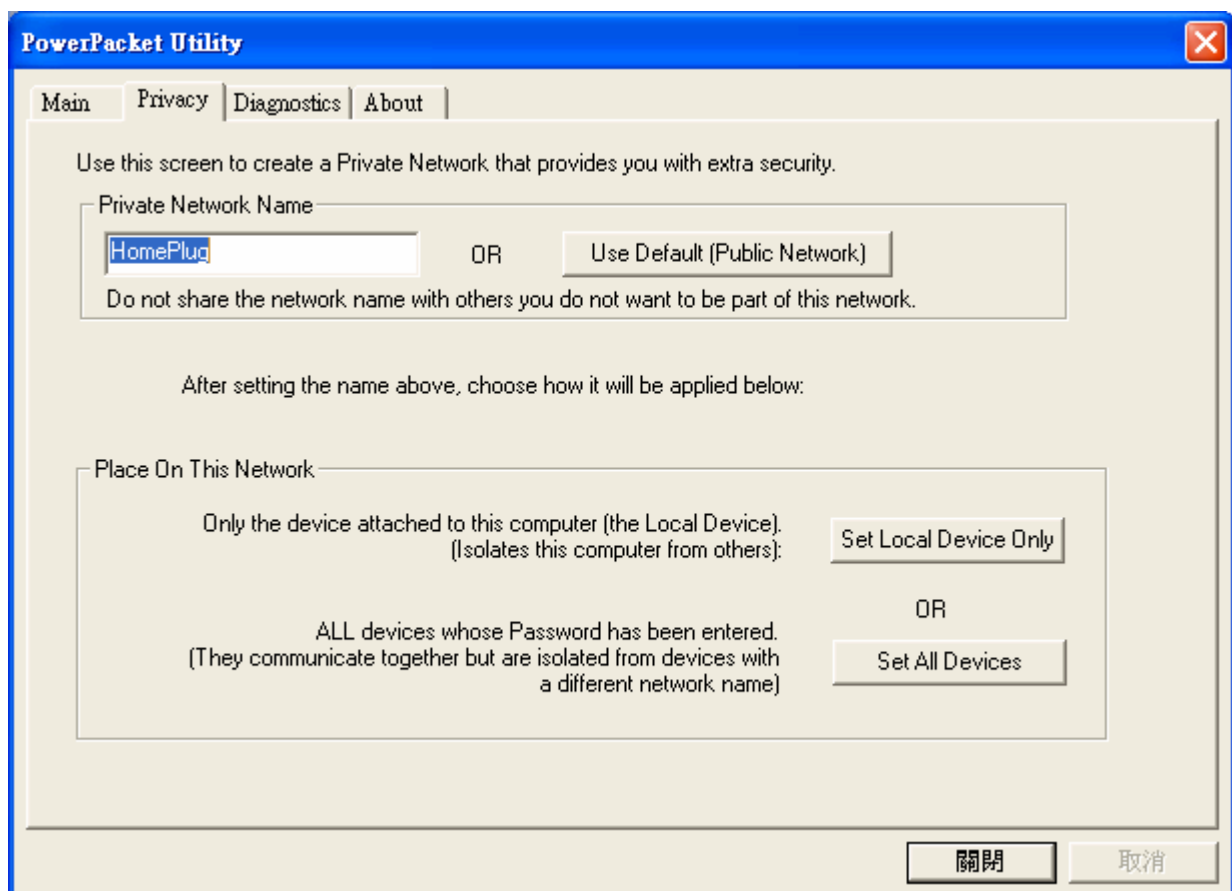 PowerPacket Utility
Main Privacy Diagnostics About
Use this screen to create a Private Network that provides you with extra security.
Private Network Name
HomePlug OR Use Default (Public Network)
Do not share the network name with others you do not want to be part of this network.
After setting the name above, choose how it will be applied below:
Place On This Network
Only the device attached to this computer (the Local Device).
(Isolates this computer from others):
Set Local Device Only
OR
ALL devices whose Password has been entered.
(They communicate together but are isolated from devices with
a different network name)
Set All Devices
關閉 取消